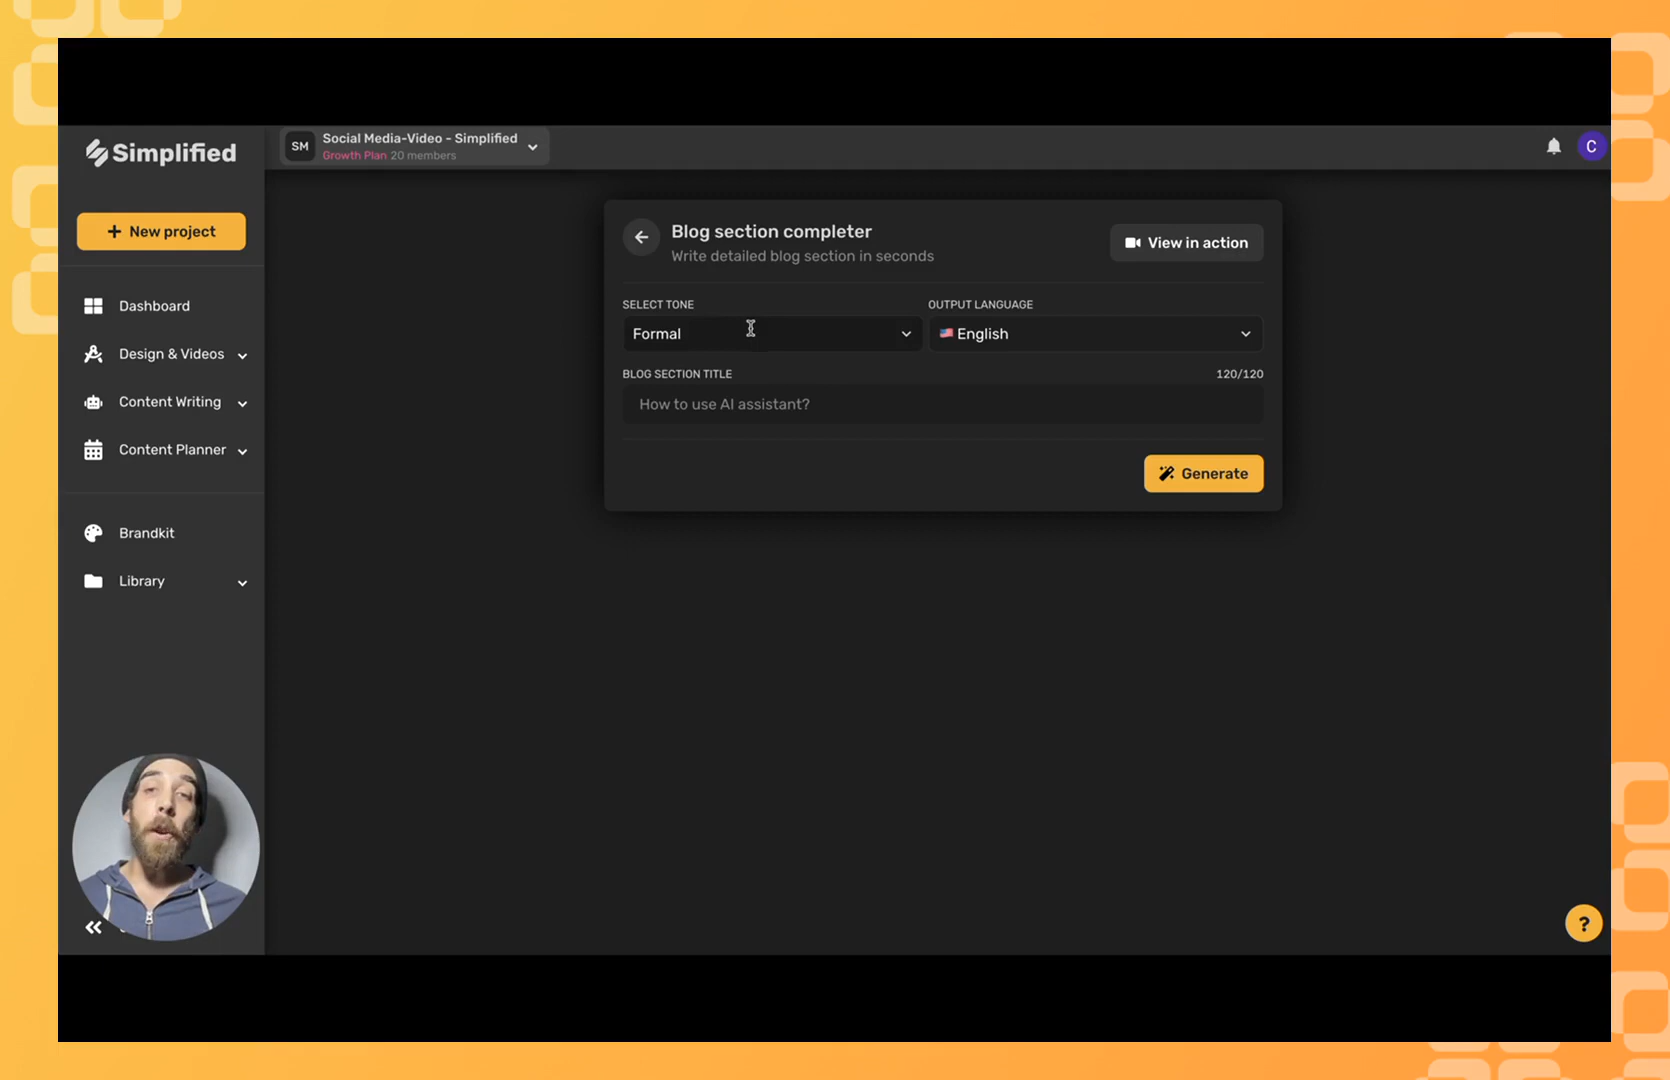 Simplified
SM
Social Media-Video - Simplified
Growth Plan 20 members
C
New project
Dashboard
Design & Videos
Content Writing
Content Planner
Brandkit
Library
Blog section completer
Write detailed blog section in seconds
View in action
SELECT TONE
OUTPUT LANGUAGE
Formal
English
BLOG SECTION TITLE
120/120
How to use AI assistant?
Generate
?